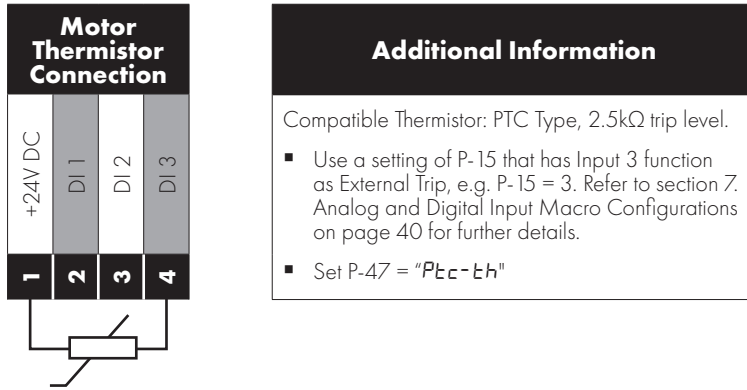 Motor
Thermistor
Connection
+24V DC
DI 1
DI 2
DI 3
1
2
3
4
Additional Information
Compatible Thermistor: PTC Type, 2.5kΩ trip level.
▪ Use a setting of P-15 that has Input 3 function
as External Trip, e.g. P-15 = 3. Refer to section 7.
Analog and Digital Input Macro Configurations
on page 40 for further details.
▪ Set P-47 = “Ptc-th"